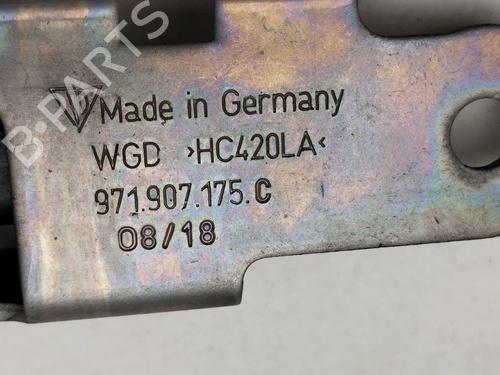 Made in Germany
WGD >HC420LA<
971.907.175.C
08/18
B-PARTS